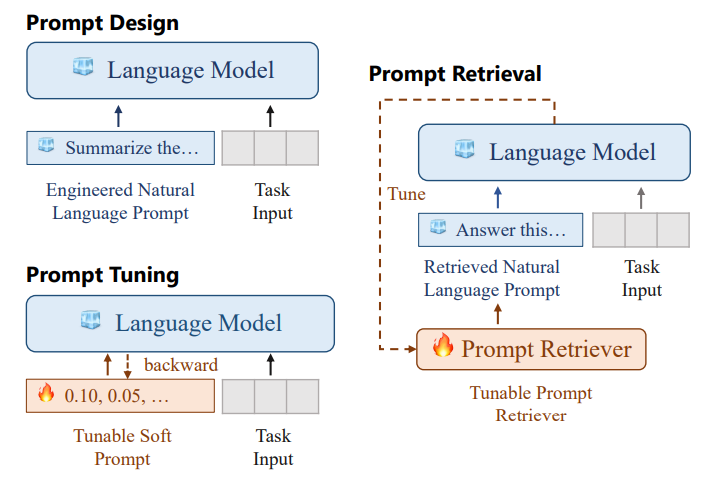 Prompt Design
Language Model
Summarize the…
Engineered Natural
Language Prompt
Task
Input
Prompt Tuning
Language Model
backward
0.10, 0.05, …
Tunable Soft
Prompt
Task
Input
Prompt Retrieval
Language Model
Tune
Answer this…
Retrieved Natural
Language Prompt
Task
Input
Prompt Retriever
Tunable Prompt
Retriever